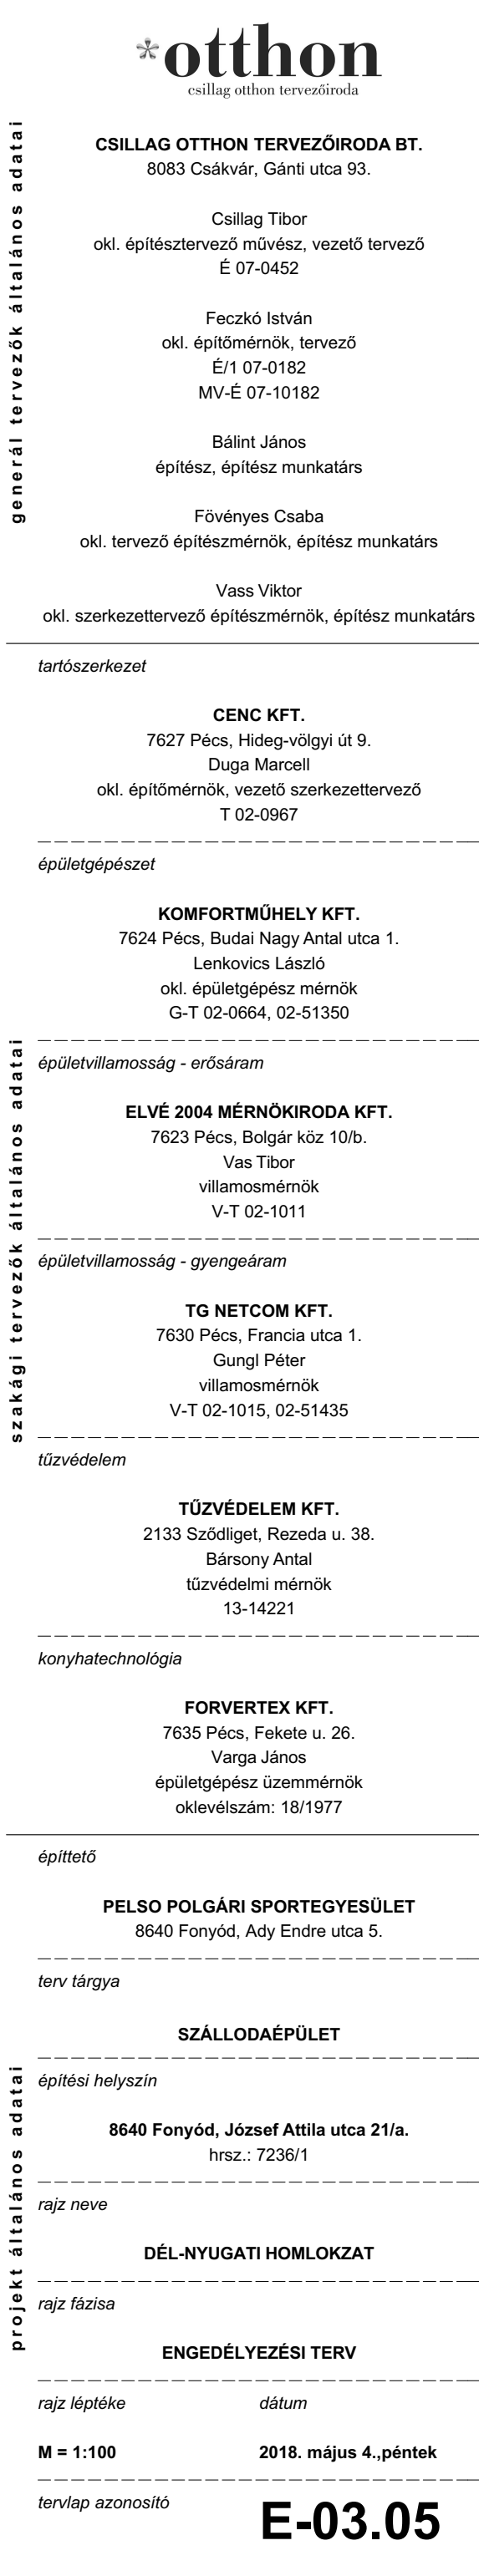 *otthon
csillag otthon tervezőiroda
generál tervezők általános adatai
CSILLAG OTTHON TERVEZŐIRODA BT.
8083 Csákvár, Gánti utca 93.
Csillag Tibor
okl. építésztervező művész, vezető tervező
É 07-0452
Feczkó István
okl. építőmérnök, tervező
É/1 07-0182
MV-É 07-10182
Bálint János
építész, építész munkatárs
Fövényes Csaba
okl. tervező építészmérnök, építész munkatárs
Vass Viktor
okl. szerkezettervező építészmérnök, építész munkatárs
szakági tervezők általános adatai
tartószerkezet
CENC KFT.
7627 Pécs, Hideg-völgyi út 9.
Duga Marcell
okl. építőmérnök, vezető szerkezettervező
T 02-0967
épületgépészet
KOMFORTMŰHELY KFT.
7624 Pécs, Budai Nagy Antal utca 1.
Lenkovics László
okl. épületgépész mérnök
G-T 02-0664, 02-51350
épületvillamosság - erősáram
ELVÉ 2004 MÉRNÖKIRODA KFT.
7623 Pécs, Bolgár köz 10/b.
Vas Tibor
villamosmérnök
V-T 02-1011
épületvillamosság - gyengeáram
TG NETCOM KFT.
7630 Pécs, Francia utca 1.
Gungl Péter
villamosmérnök
V-T 02-1015, 02-51435
tűzvédelem
TŰZVÉDELEM KFT.
2133 Sződliget, Rezeda u. 38.
Bársony Antal
tűzvédelmi mérnök
13-14221
konyhatechnológia
FORVERTEX KFT.
7635 Pécs, Fekete u. 26.
Varga János
épületgépész üzemmérnök
oklevélszám: 18/1977
projekt általános adatai
építtető
PELSO POLGÁRI SPORTEGYESÜLET
8640 Fonyód, Ady Endre utca 5.
terv tárgya
SZÁLLODAÉPÜLET
építési helyszín
8640 Fonyód, József Attila utca 21/a.
hrsz.: 7236/1
rajz neve
DÉL-NYUGATI HOMLOKZAT
rajz fázisa
ENGEDÉLYEZÉSI TERV
rajz léptéke dátum
M = 1:100 2018. május 4.,péntek
tervlap azonosító E-03.05